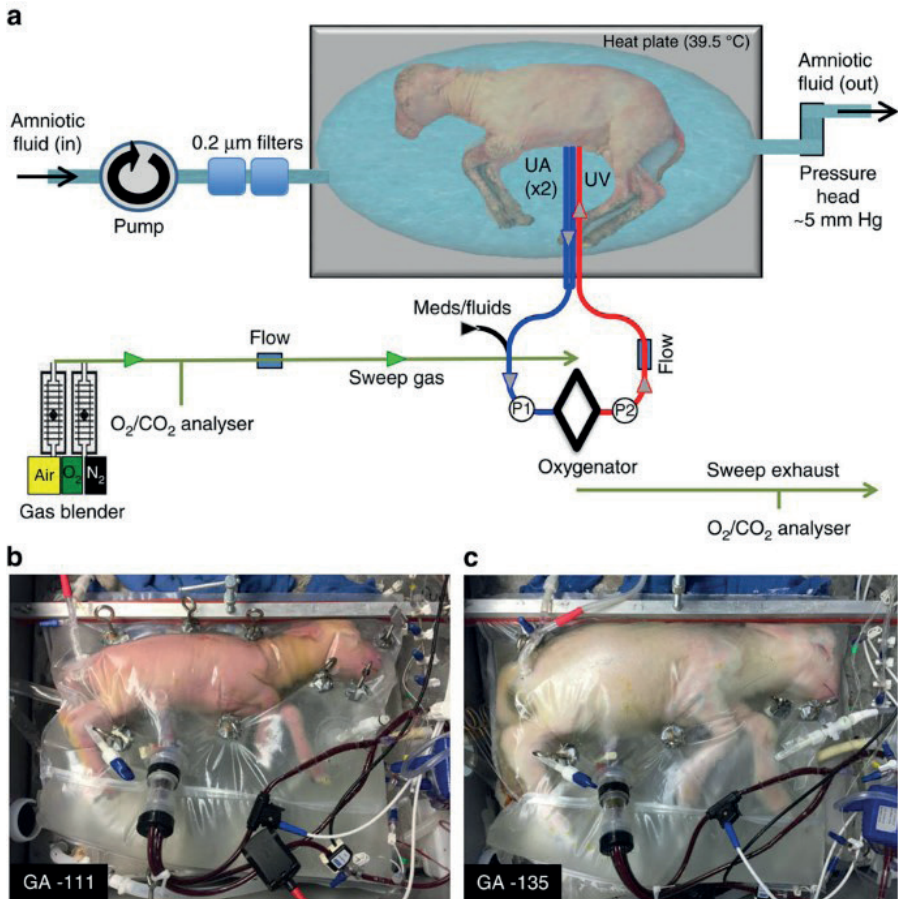 a
Heat plate (39.5 °C)
Amniotic
fluid (out)
Amniotic
fluid (in)
0.2 μm filters
UA
(x2)
UV
Pump
Pressure
head
~5 mm Hg
Meds/fluids
Flow
Flow
Sweep gas
O2/CO2 analyser
P1
P2
Oxygenator
Air
O2
N2
Gas blender
Sweep exhaust
O2/CO2 analyser
b
c
GA -111
GA -135